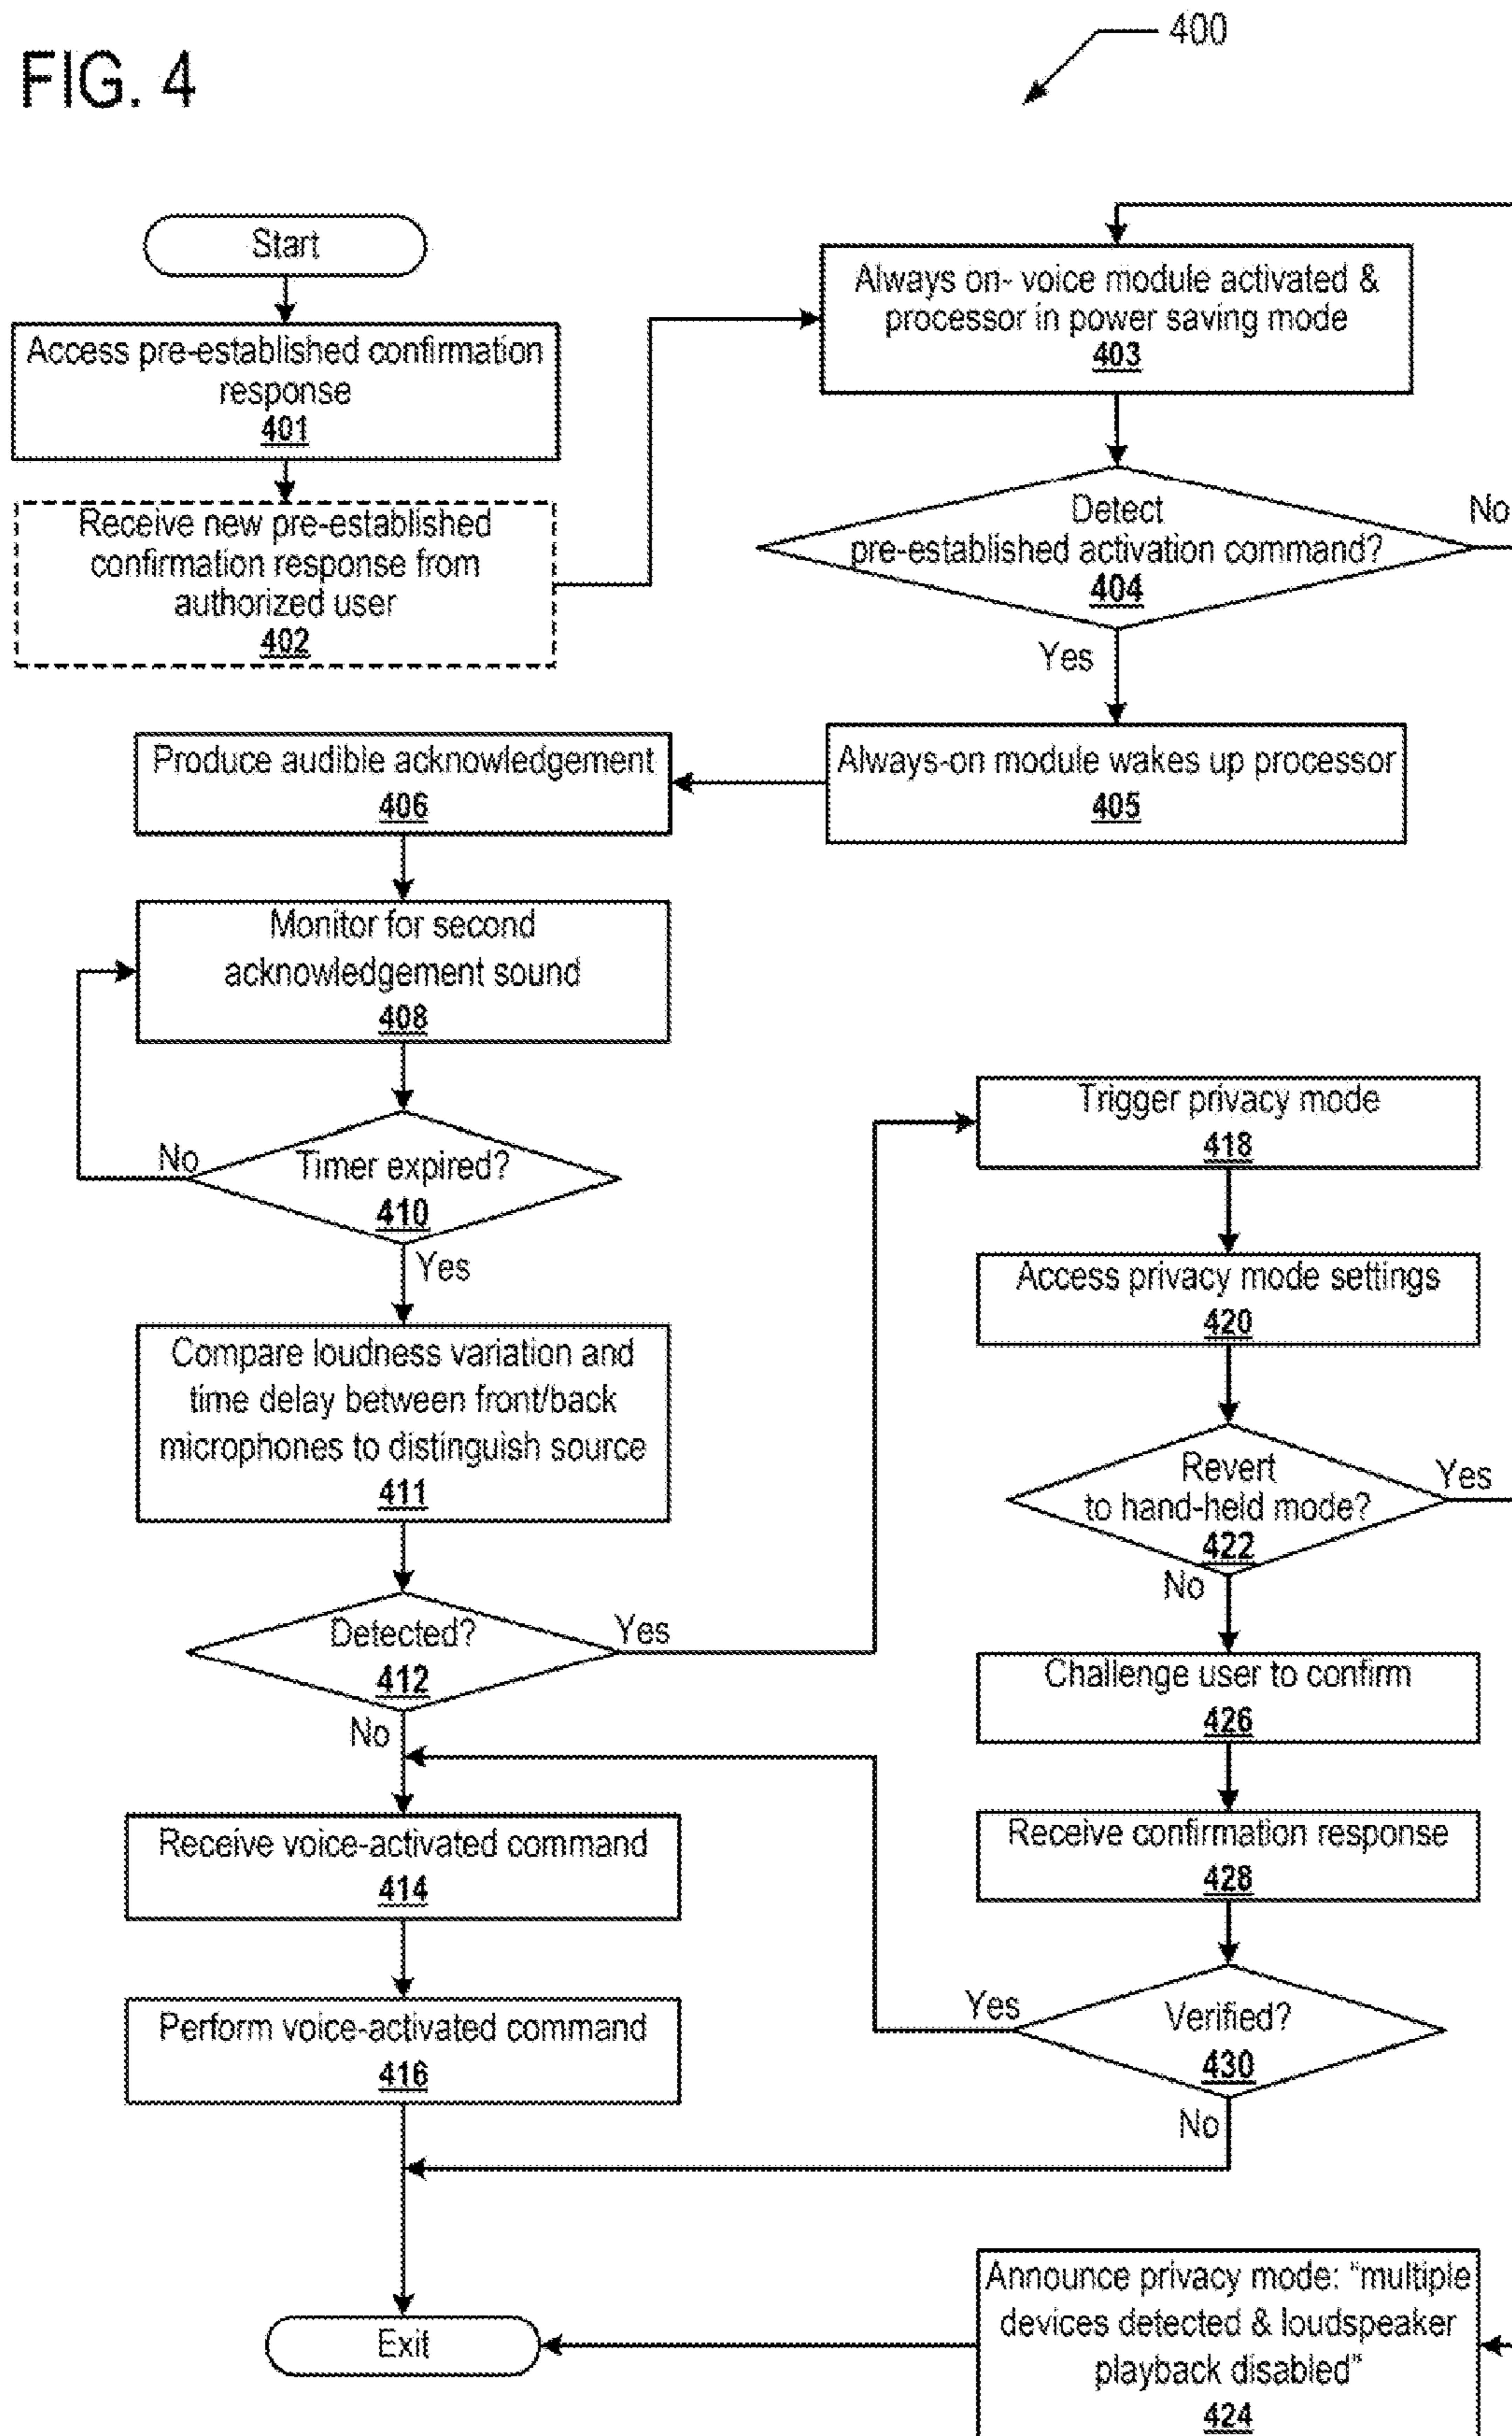 FIG. 4
400
Start
Access pre-established confirmation
response
401
Receive new pre-established
confirmation response from
authorized user
402
Always on- voice module activated &
processor in power saving mode
403
Detect
pre-established activation command?
404
No
Yes
Always-on module wakes up processor
405
Produce audible acknowledgement
406
Monitor for second
acknowledgement sound
408
Timer expired?
410
No
Yes
Compare loudness variation and
time delay between front/back
microphones to distinguish source
411
Detected?
412
Yes
No
Receive voice-activated command
414
Perform voice-activated command
416
Trigger privacy mode
418
Access privacy mode settings
420
Revert
to hand-held mode?
422
Yes
No
Challenge user to confirm
426
Receive confirmation response
428
Verified?
430
Yes
No
Announce privacy mode: “multiple
devices detected & loudspeaker
playback disabled”
424
Exit